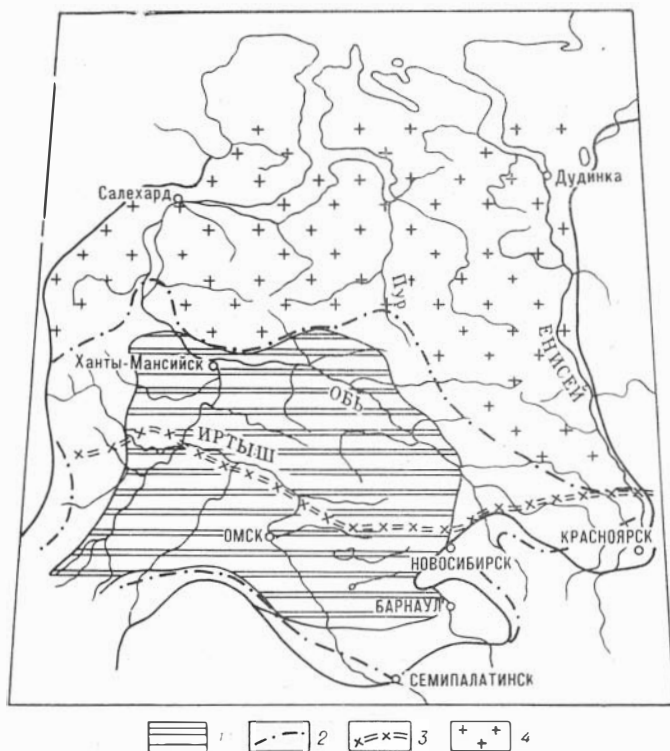 Салехард
Дудинка
Пур
ЕНИСЕЙ
Ханты-Мансийск
ОБЬ
ИРТЫШ
ОМСК
НОВОСИБИРСК
КРАСНОЯРСК
БАРНАУЛ
СЕМИПАЛАТИНСК
1 2 3 4